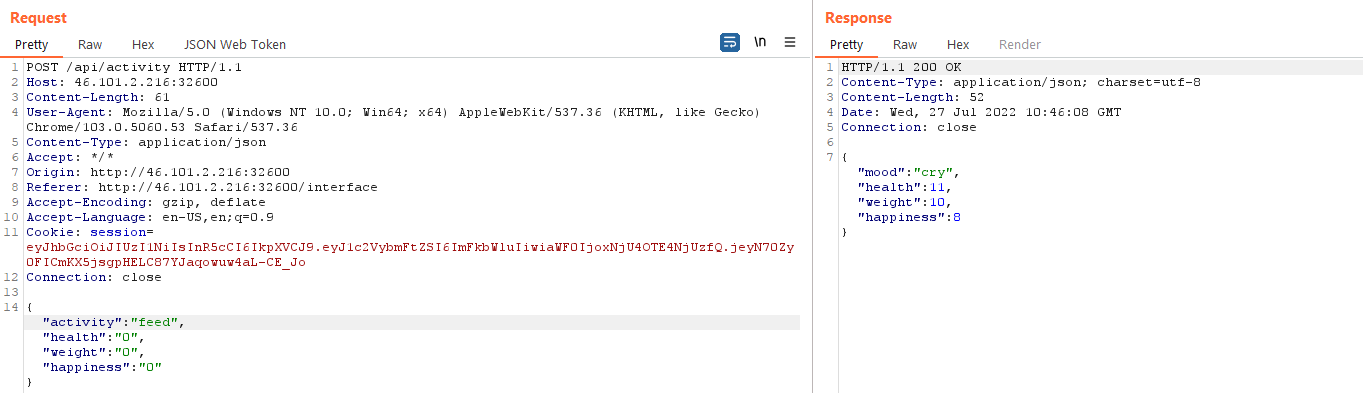 Request
Pretty Raw Hex JSON Web Token \n
1 POST /api/activity HTTP/1.1
2 Host: 46.101.2.216:32600
3 Content-Length: 61
4 User-Agent: Mozilla/5.0 (Windows NT 10.0; Win64; x64) AppleWebKit/537.36 (KHTML, like Gecko)
Chrome/103.0.5060.53 Safari/537.36
5 Content-Type: application/json
6 Accept: */*
7 Origin: http://46.101.2.216:32600
8 Referer: http://46.101.2.216:32600/interface
9 Accept-Encoding: gzip, deflate
10 Accept-Language: en-US,en;q=0.9
11 Cookie: session=
eyJhbGciOiJIUzI1NiIsInR5cCI6IkpXVCJ9.eyJ1c2VybmFtZSI6ImFkbWluIiwiaWF0IjoxNjU4OTE4NjUzfQ.jeyN70Zy
0FICmKX5jsgpHELC87YJaqowuw4aL-CE_Jo
12 Connection: close
13
14 {
"activity":"feed",
"health":"0",
"weight":"0",
"happiness":"0"
}
Response
Pretty Raw Hex Render
1 HTTP/1.1 200 OK
2 Content-Type: application/json; charset=utf-8
3 Content-Length: 52
4 Date: Wed, 27 Jul 2022 10:46:08 GMT
5 Connection: close
6
7 {
"mood":"cry",
"health":11,
"weight":10,
"happiness":8
}